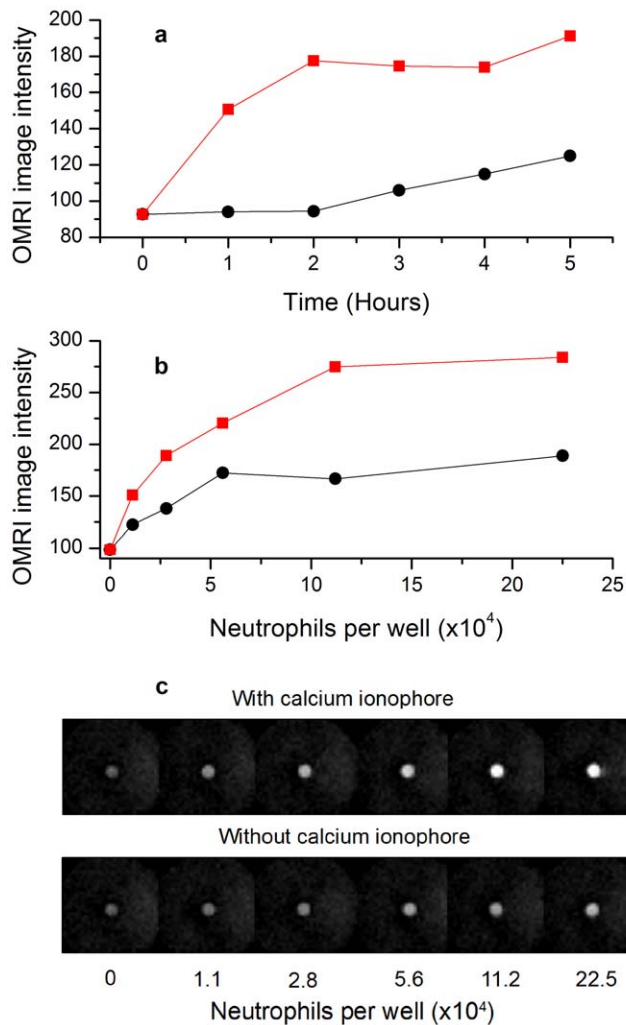 a
200
180
160
140
120
100
80
OMRI image intensity
0 1 2 3 4 5
Time (Hours)
b
300
250
200
150
100
OMRI image intensity
0 5 10 15 20 25
Neutrophils per well (x10⁴)
c
With calcium ionophore
Without calcium ionophore
0 1.1 2.8 5.6 11.2 22.5
Neutrophils per well (x10⁴)